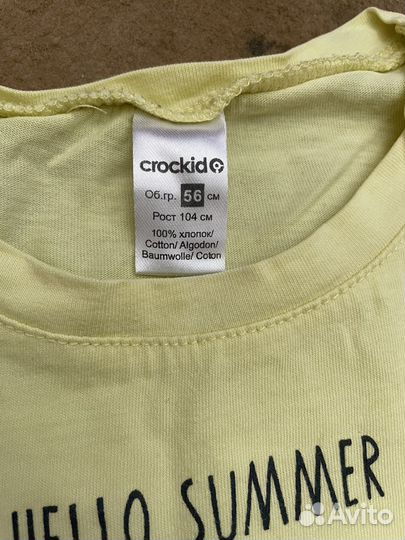 crockid
Об.гр. 56 см
Рост 104 см
100% хлопок/
Cotton/ Algodon/
Baumwolle/ Coton
HELLO SUMMER
Avito